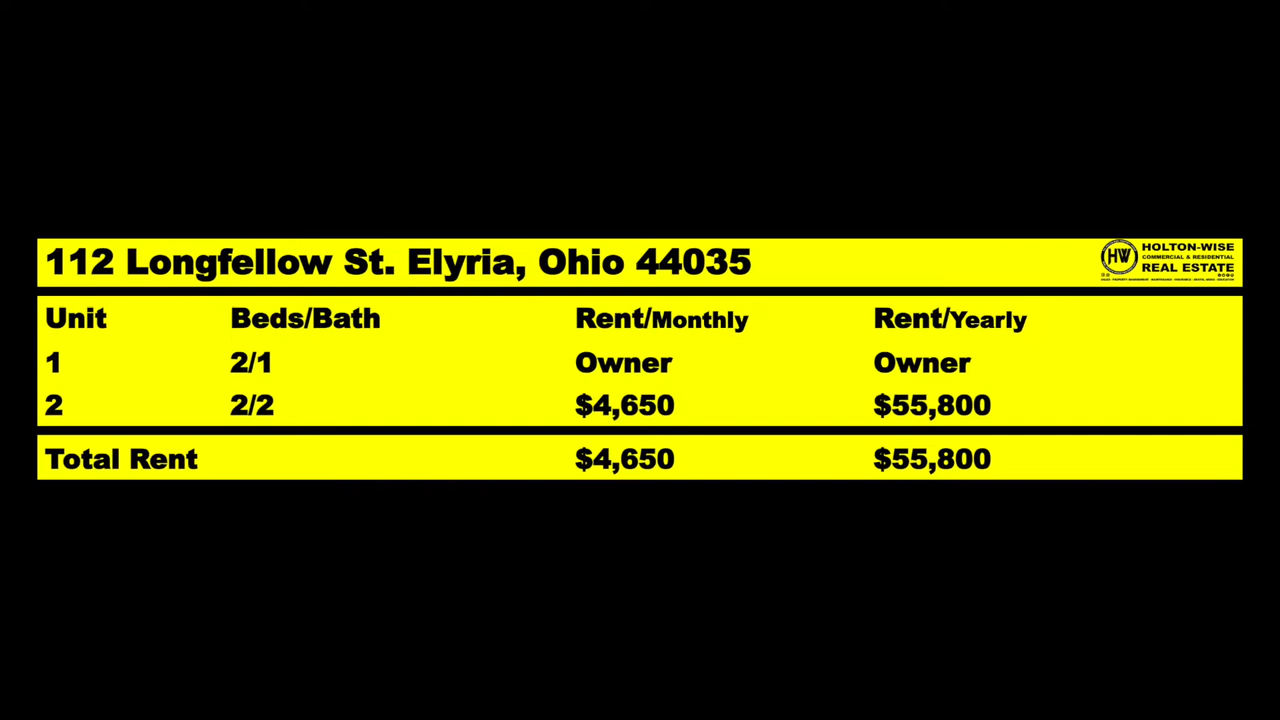 112 Longfellow St. Elyria, Ohio 44035
HOLTON-WISE
COMMERCIAL & RESIDENTIAL
REAL ESTATE
HW
Unit Beds/Bath Rent/Monthly Rent/Yearly
1 2/1 Owner Owner
2 2/2 $4,650 $55,800
Total Rent $4,650 $55,800